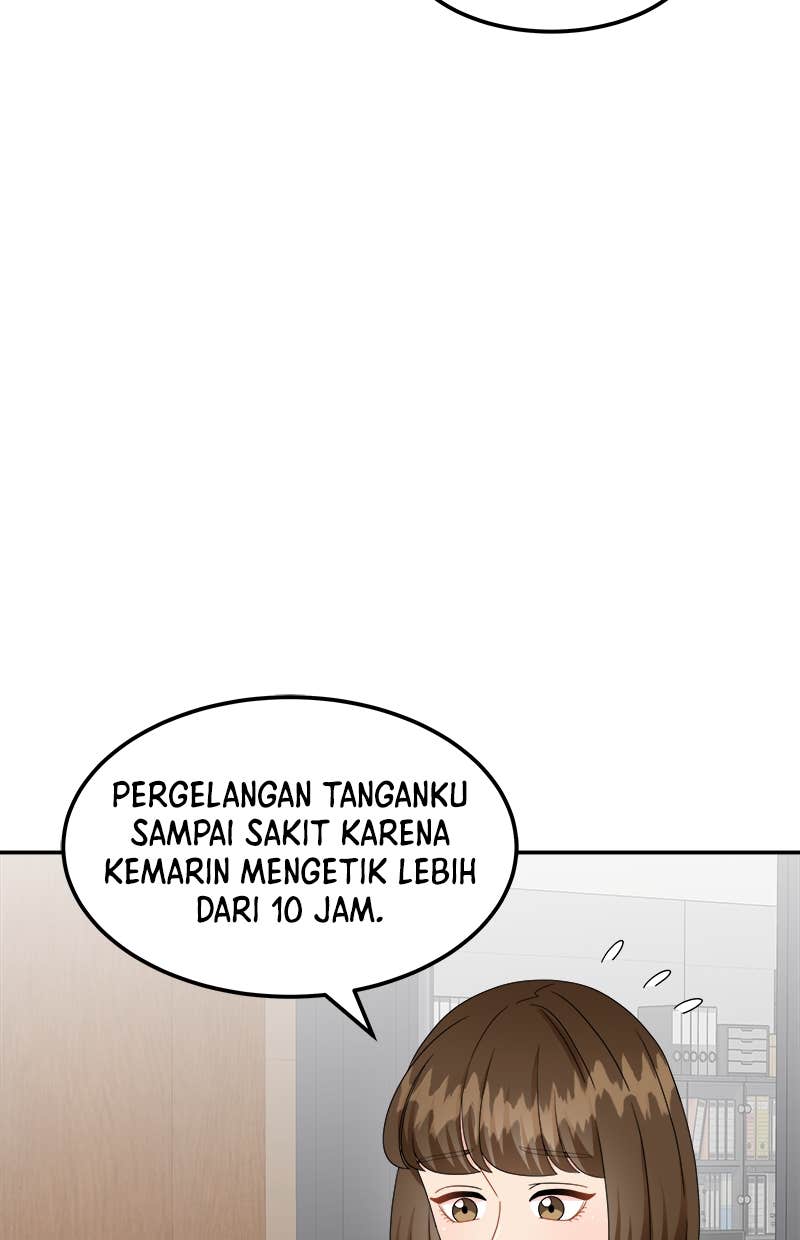 PERGELANGAN TANGANKU
SAMPAI SAKIT KARENA
KEMARIN MENGETIK LEBIH
DARI 10 JAM.